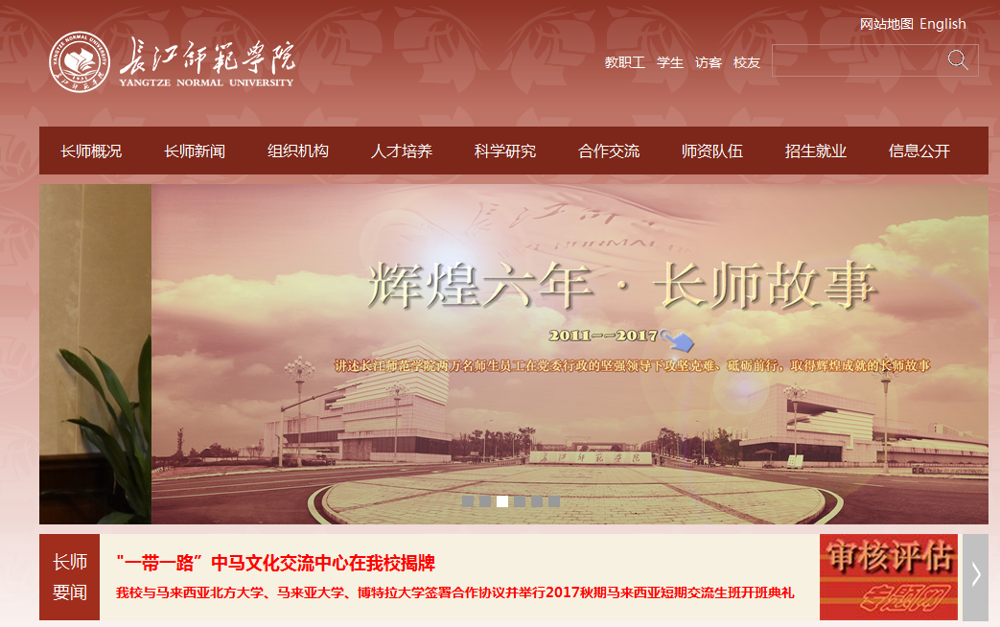 网站地图 English
长江师范学院
YANGTZE NORMAL UNIVERSITY
教职工 学生 访客 校友
长师概况 长师新闻 组织机构 人才培养 科学研究 合作交流 师资队伍 招生就业 信息公开
辉煌六年·长师故事
2011--2017
讲述长江师范学院两万名师生员工在党委行政的坚强领导下攻坚克难、砥砺前行，取得辉煌成就的长师故事
长江师范学院
长师
要闻
"一带一路”中马文化交流中心在我校揭牌
我校与马来西亚北方大学、马来亚大学、博特拉大学签署合作协议并举行2017秋期马来西亚短期交流生班开班典礼
审核评估
专题网